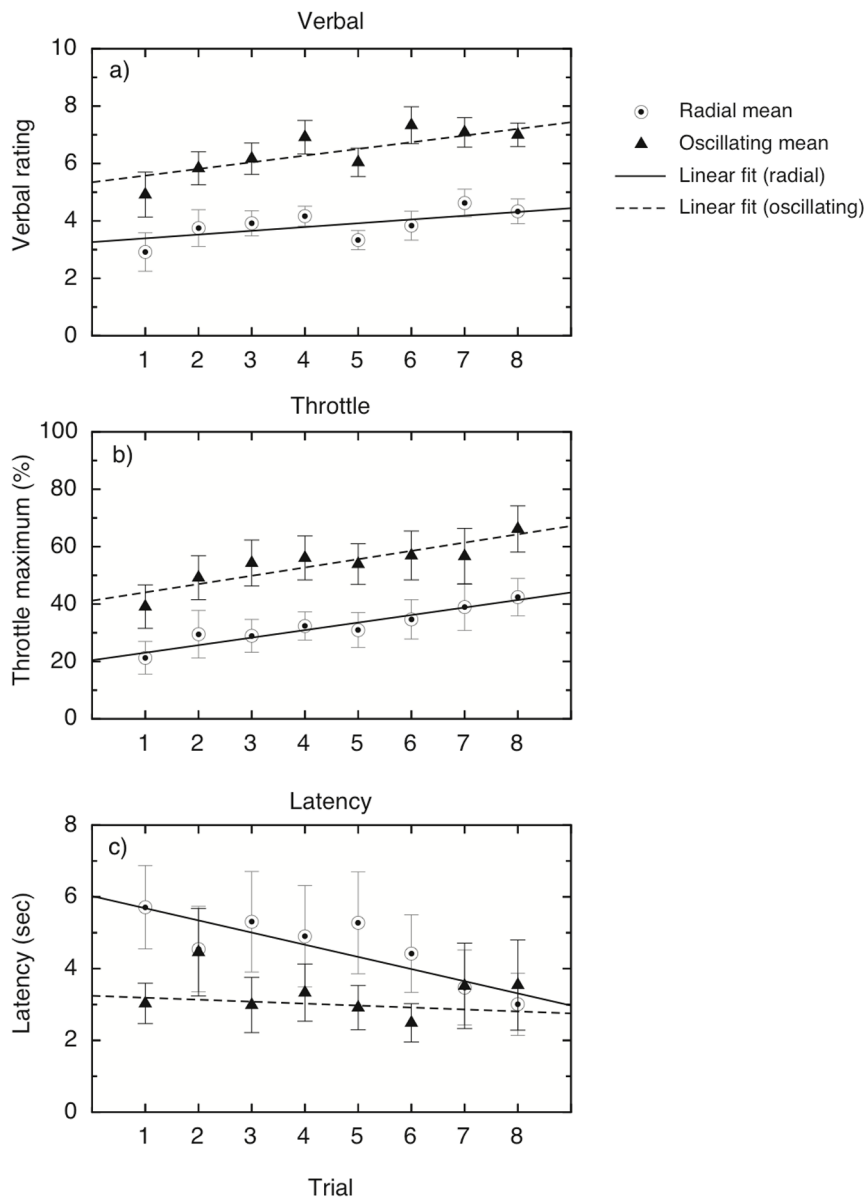 Verbal
a)
10
8
6
4
2
0
Verbal rating
1 2 3 4 5 6 7 8
Radial mean
Oscillating mean
Linear fit (radial)
Linear fit (oscillating)
Throttle
b)
100
80
60
40
20
0
Throttle maximum (%)
1 2 3 4 5 6 7 8
Latency
c)
8
6
4
2
0
Latency (sec)
1 2 3 4 5 6 7 8
Trial